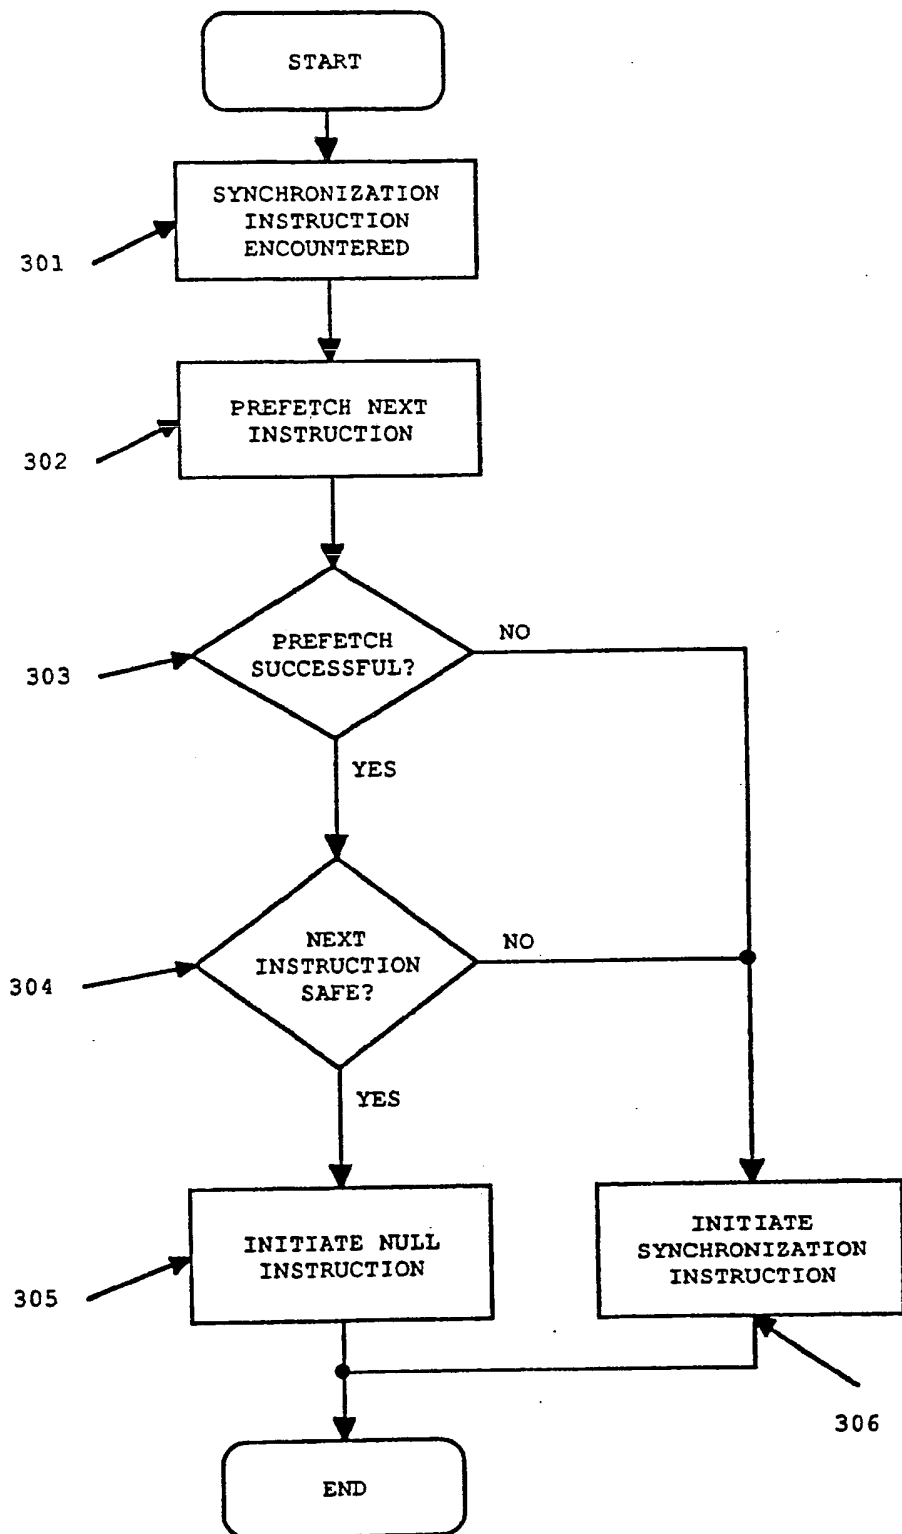 START
SYNCHRONIZATION
INSTRUCTION
ENCOUNTERED
301
PREFETCH NEXT
INSTRUCTION
302
PREFETCH
SUCCESSFUL?
NO
303
YES
NEXT
INSTRUCTION
SAFE?
NO
304
YES
INITIATE NULL
INSTRUCTION
305
INITIATE
SYNCHRONIZATION
INSTRUCTION
306
END